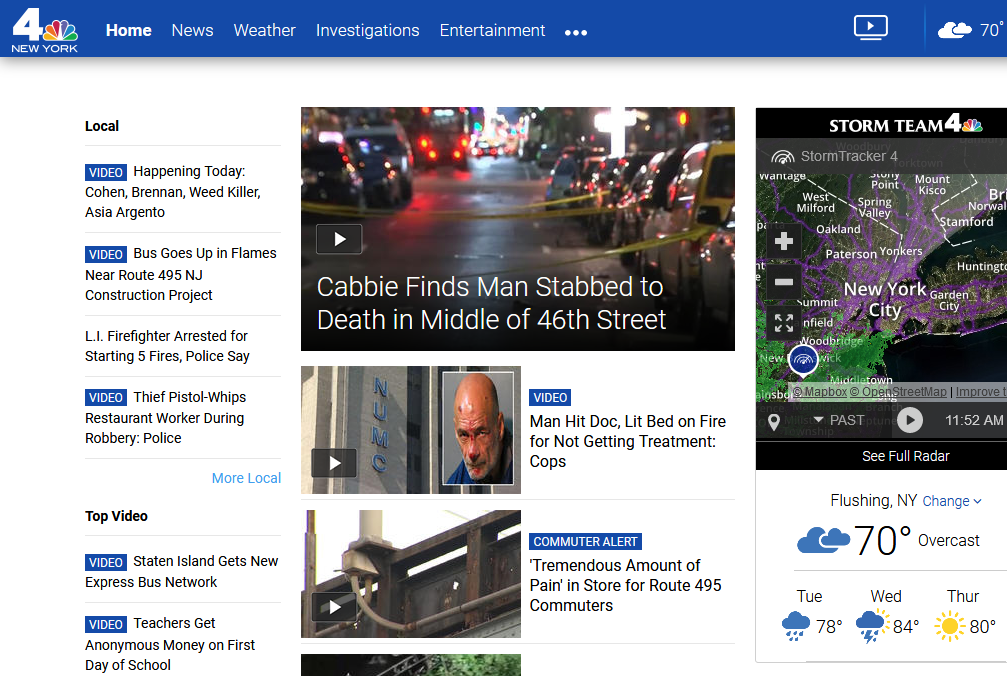 4
NEW YORK
Home
News
Weather
Investigations
Entertainment
70°
Local
VIDEO Happening Today:
Cohen, Brennan, Weed Killer,
Asia Argento
VIDEO Bus Goes Up in Flames
Near Route 495 NJ
Construction Project
L.I. Firefighter Arrested for
Starting 5 Fires, Police Say
VIDEO Thief Pistol-Whips
Restaurant Worker During
Robbery: Police
More Local
Top Video
VIDEO Staten Island Gets New
Express Bus Network
VIDEO Teachers Get
Anonymous Money on First
Day of School
Cabbie Finds Man Stabbed to
Death in Middle of 46th Street
NUMC
VIDEO
Man Hit Doc, Lit Bed on Fire
for Not Getting Treatment:
Cops
COMMUTER ALERT
'Tremendous Amount of
Pain' in Store for Route 495
Commuters
STORM TEAM 4
StormTracker 4
Wantage
Stony
Point
Mount
Kisco
West
Milford
Spring
Valley
Norwal
Stamford
Oakland
Paterson
Yonkers
Huntingt
New York
City
Garden
City
Summit
nfield
Woodbridge
Middletown
© Mapbox © OpenStreetMap | Improve t
PAST
11:52 AM
See Full Radar
Flushing, NY Change
70° Overcast
Tue
Wed
Thur
78°
84°
80°